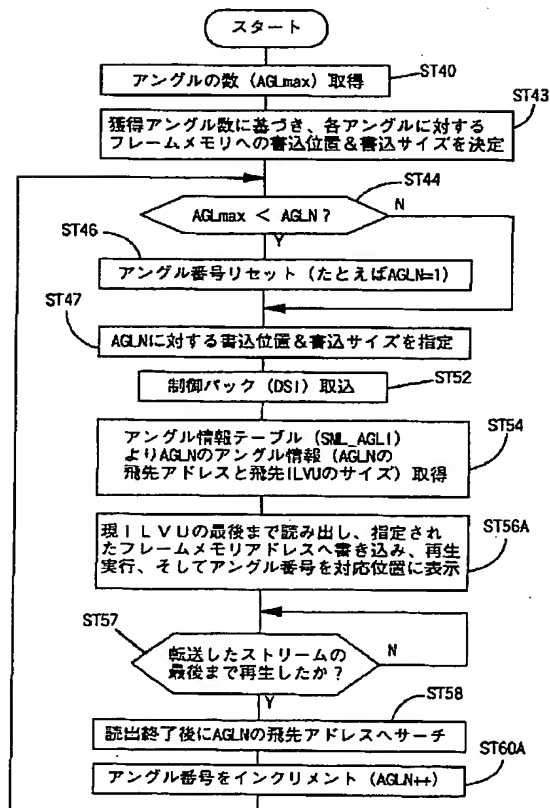 スタート
アングルの数 (AGLmax) 取得
ST40
ST43
獲得アングル数に基づき、各アングルに対する
フレームメモリへの書込位置&書込サイズを決定
ST44
AGLmax < AGLN ?
N
Y
ST46
アングル番号リセット (たとえばAGLN=1)
ST47
AGLNに対する書込位置&書込サイズを指定
制御パック (DSI) 取込
ST52
アングル情報テーブル (SML_AGLI)
よりAGLNのアングル情報 (AGLNの
飛先アドレスと飛先ILVUのサイズ) 取得
ST54
現ILVUの最後まで読み出し、指定され
たフレームメモリアドレスへ書き込み、再生
実行、そしてアングル番号を対応位置に表示
ST56A
ST57
転送したストリームの
最後まで再生したか?
N
Y
ST58
読出終了後にAGLNの飛先アドレスへサーチ
ST60A
アングル番号をインクリメント (AGLN++)